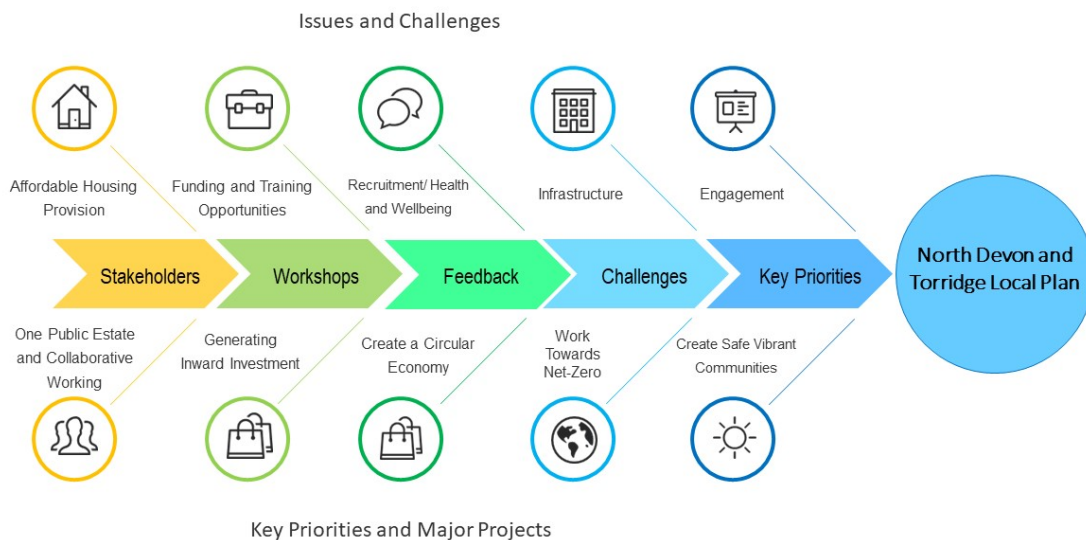 Issues and Challenges
Affordable Housing
Provision
Funding and Training
Opportunities
Recruitment/ Health
and Wellbeing
Infrastructure
Engagement
Stakeholders
Workshops
Feedback
Challenges
Key Priorities
North Devon and
Torridge Local Plan
One Public Estate
and Collaborative
Working
Generating
Inward Investment
Create a Circular
Economy
Work
Towards
Net-Zero
Create Safe Vibrant
Communities
Key Priorities and Major Projects